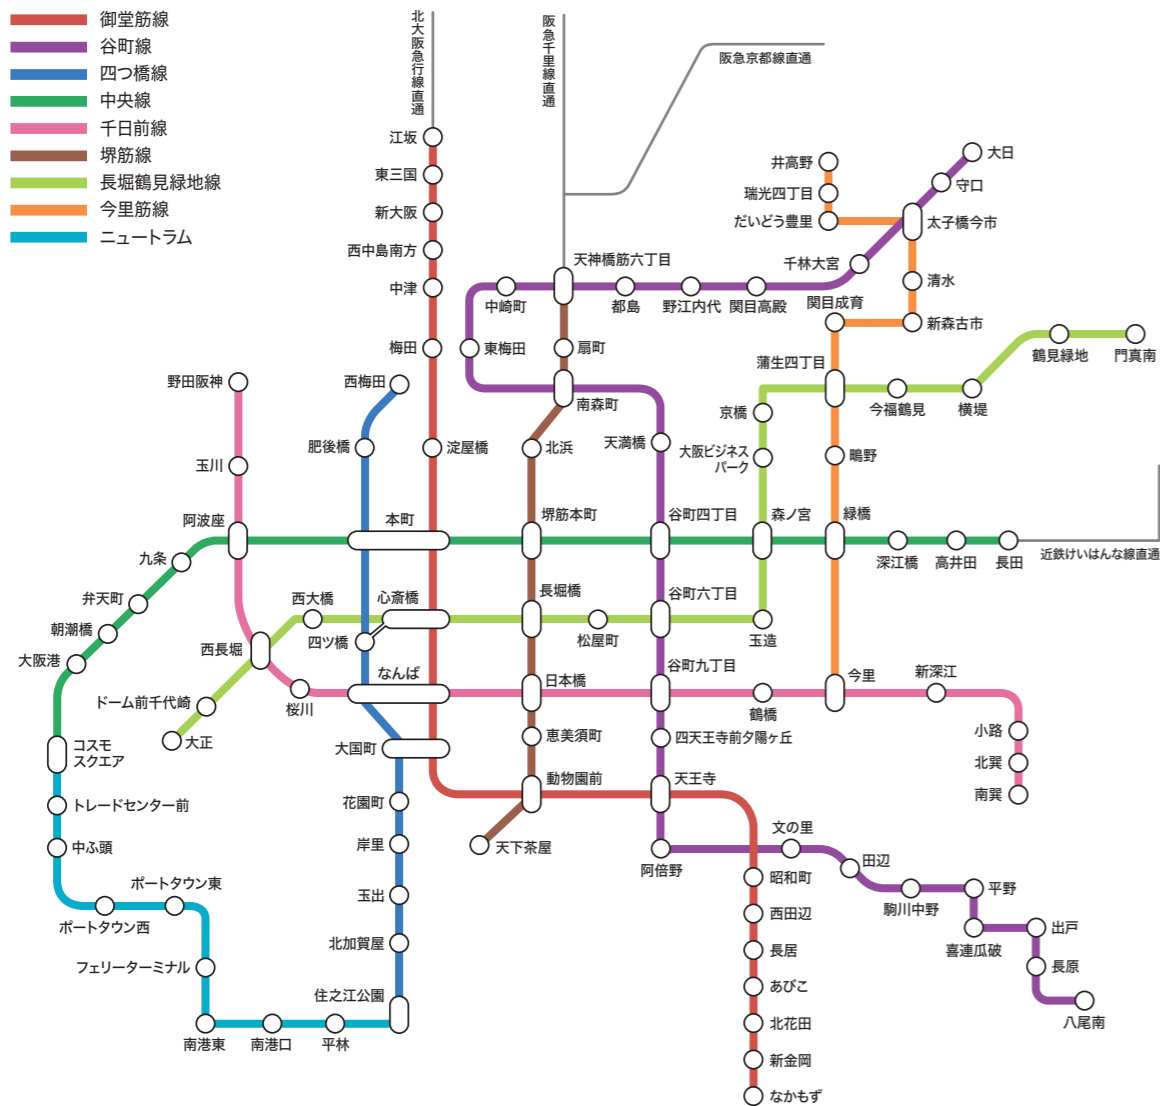 御堂筋線
谷町線
四つ橋線
中央線
千日前線
堺筋線
長堀鶴見緑地線
今里筋線
ニュートラム
北大阪急行線直通
阪急千里線直通
阪急京都線直通
江坂
東三国
新大阪
西中島南方
中津
梅田
淀屋橋
井高野
瑞光四丁目
だいどう豊里
大日
守口
太子橋今市
千林大宮
清水
新森古市
関目成育
天神橋筋六丁目
中崎町
都島
野江内代
関目高殿
東梅田
扇町
南森町
蒲生四丁目
鶴見緑地
門真南
今福鶴見
横堤
京橋
大阪ビジネス
パーク
鴫野
天満橋
北浜
野田阪神
玉川
西梅田
肥後橋
阿波座
本町
堺筋本町
谷町四丁目
森ノ宮
緑橋
深江橋
高井田
長田
近鉄けいはんな線直通
九条
弁天町
朝潮橋
大阪港
コスモ
スクエア
西大橋
四ツ橋
心斎橋
長堀橋
松屋町
谷町六丁目
玉造
西長堀
ドーム前千代崎
大正
桜川
なんば
日本橋
谷町九丁目
鶴橋
今里
新深江
小路
北巽
南巽
大国町
恵美須町
四天王寺前夕陽ヶ丘
動物園前
天王寺
天下茶屋
阿倍野
文の里
田辺
駒川中野
平野
喜連瓜破
出戸
長原
八尾南
花園町
岸里
玉出
北加賀屋
住之江公園
トレードセンター前
中ふ頭
ポートタウン西
ポートタウン東
フェリーターミナル
南港東
南港口
平林
昭和町
西田辺
長居
あびこ
北花田
新金岡
なかもず